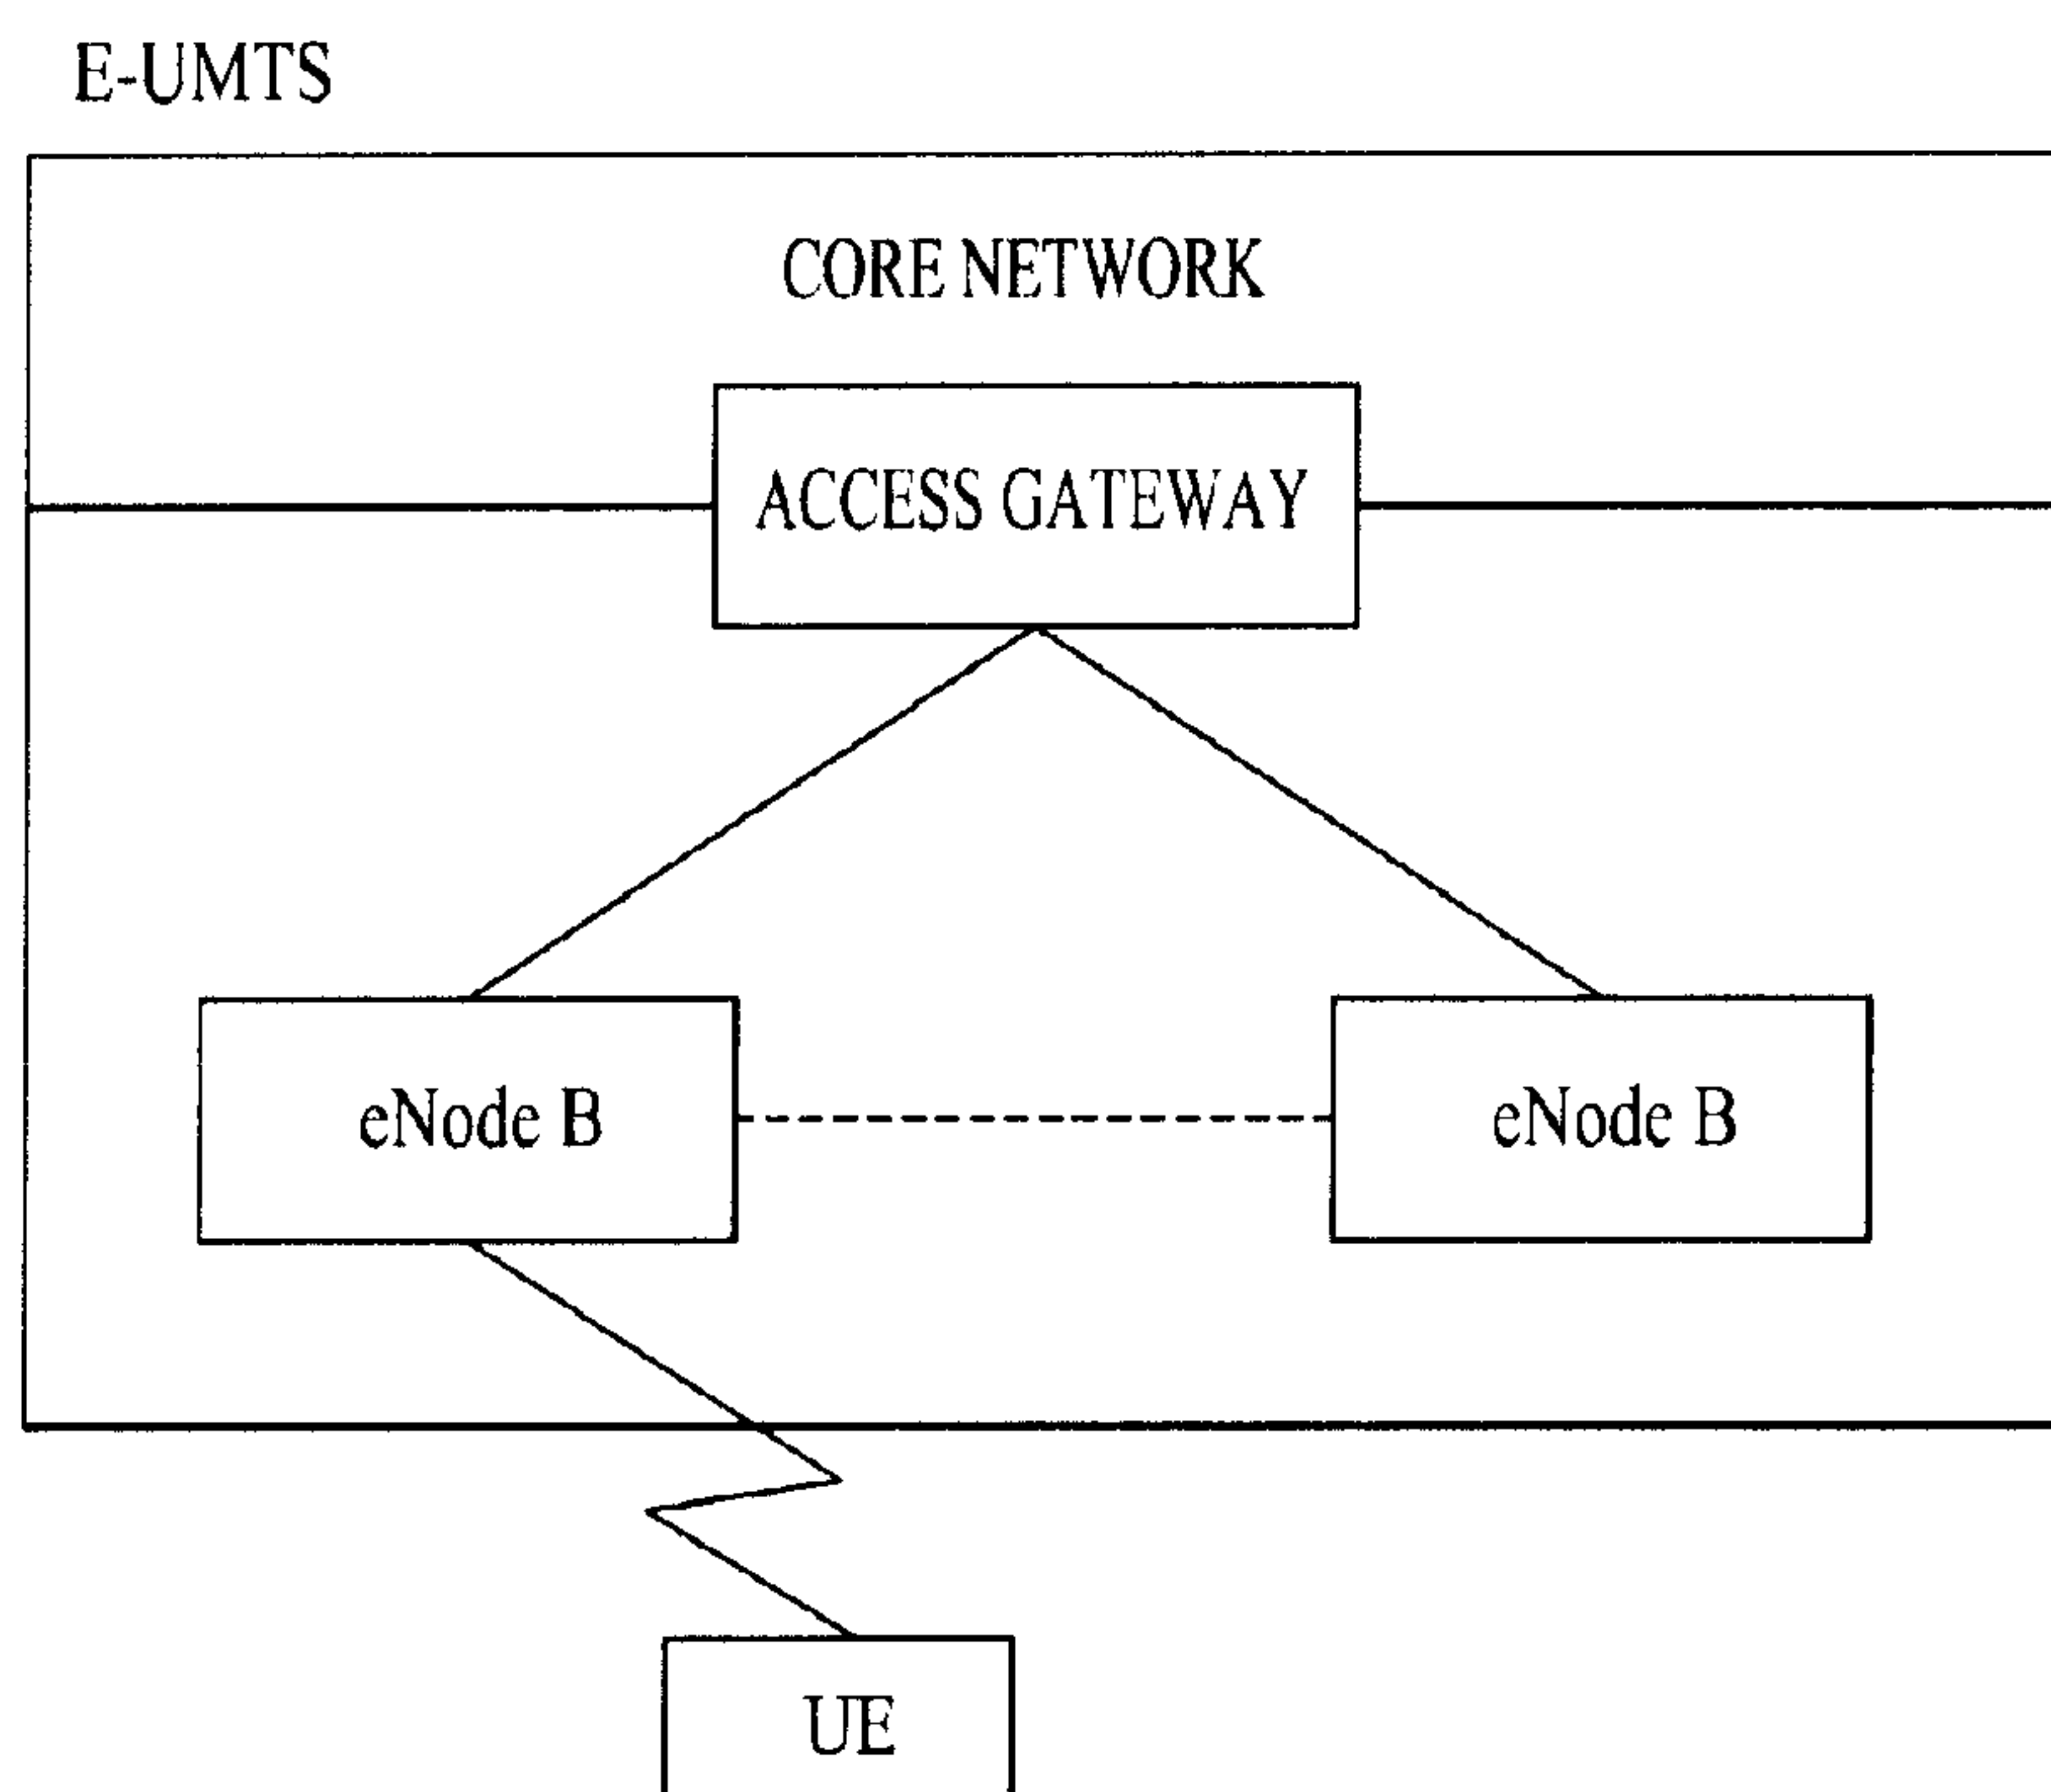 E-UMTS
CORE NETWORK
ACCESS GATEWAY
eNode B
eNode B
UE